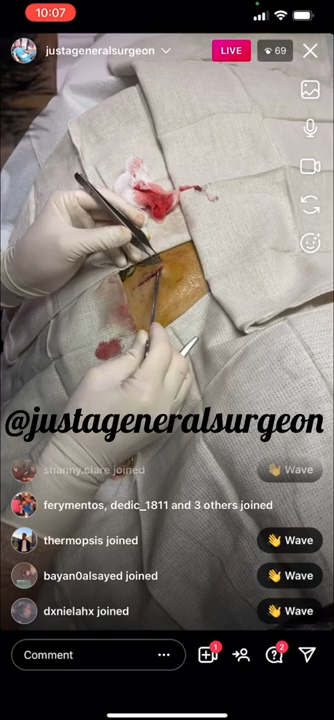 10:07
justageneralsurgeon
LIVE
69
@justageneralsurgeon
shanny.clare joined
Wave
ferymentos, dedic_1811 and 3 others joined
thermopsis joined
Wave
bayan0alsayed joined
Wave
dxnielahx joined
Wave
Comment
1
2